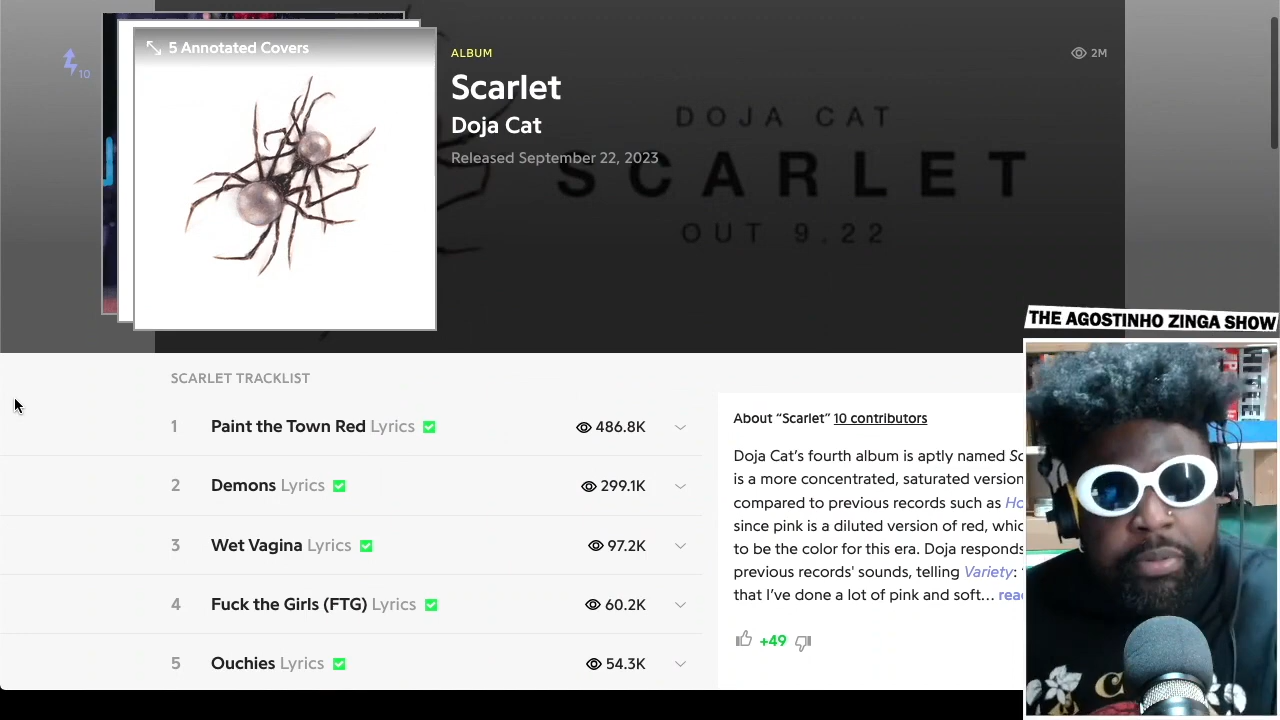 5 Annotated Covers
10
ALBUM
2M
Scarlet
Doja Cat
Released September 22, 2023
DOJA CAT
SCARLET
OUT 9.22
THE AGOSTINHO ZINGA SHOW
SCARLET TRACKLIST
1 Paint the Town Red Lyrics 486.8K
2 Demons Lyrics 299.1K
3 Wet Vagina Lyrics 97.2K
4 Fuck the Girls (FTG) Lyrics 60.2K
5 Ouchies Lyrics 54.3K
About “Scarlet” 10 contributors
Doja Cat’s fourth album is aptly named
is a more concentrated, saturated version
compared to previous records such as
since pink is a diluted version of red,
to be the color for this era. Doja responds
previous records' sounds, telling Variety:
that I’ve done a lot of pink and soft…
+49